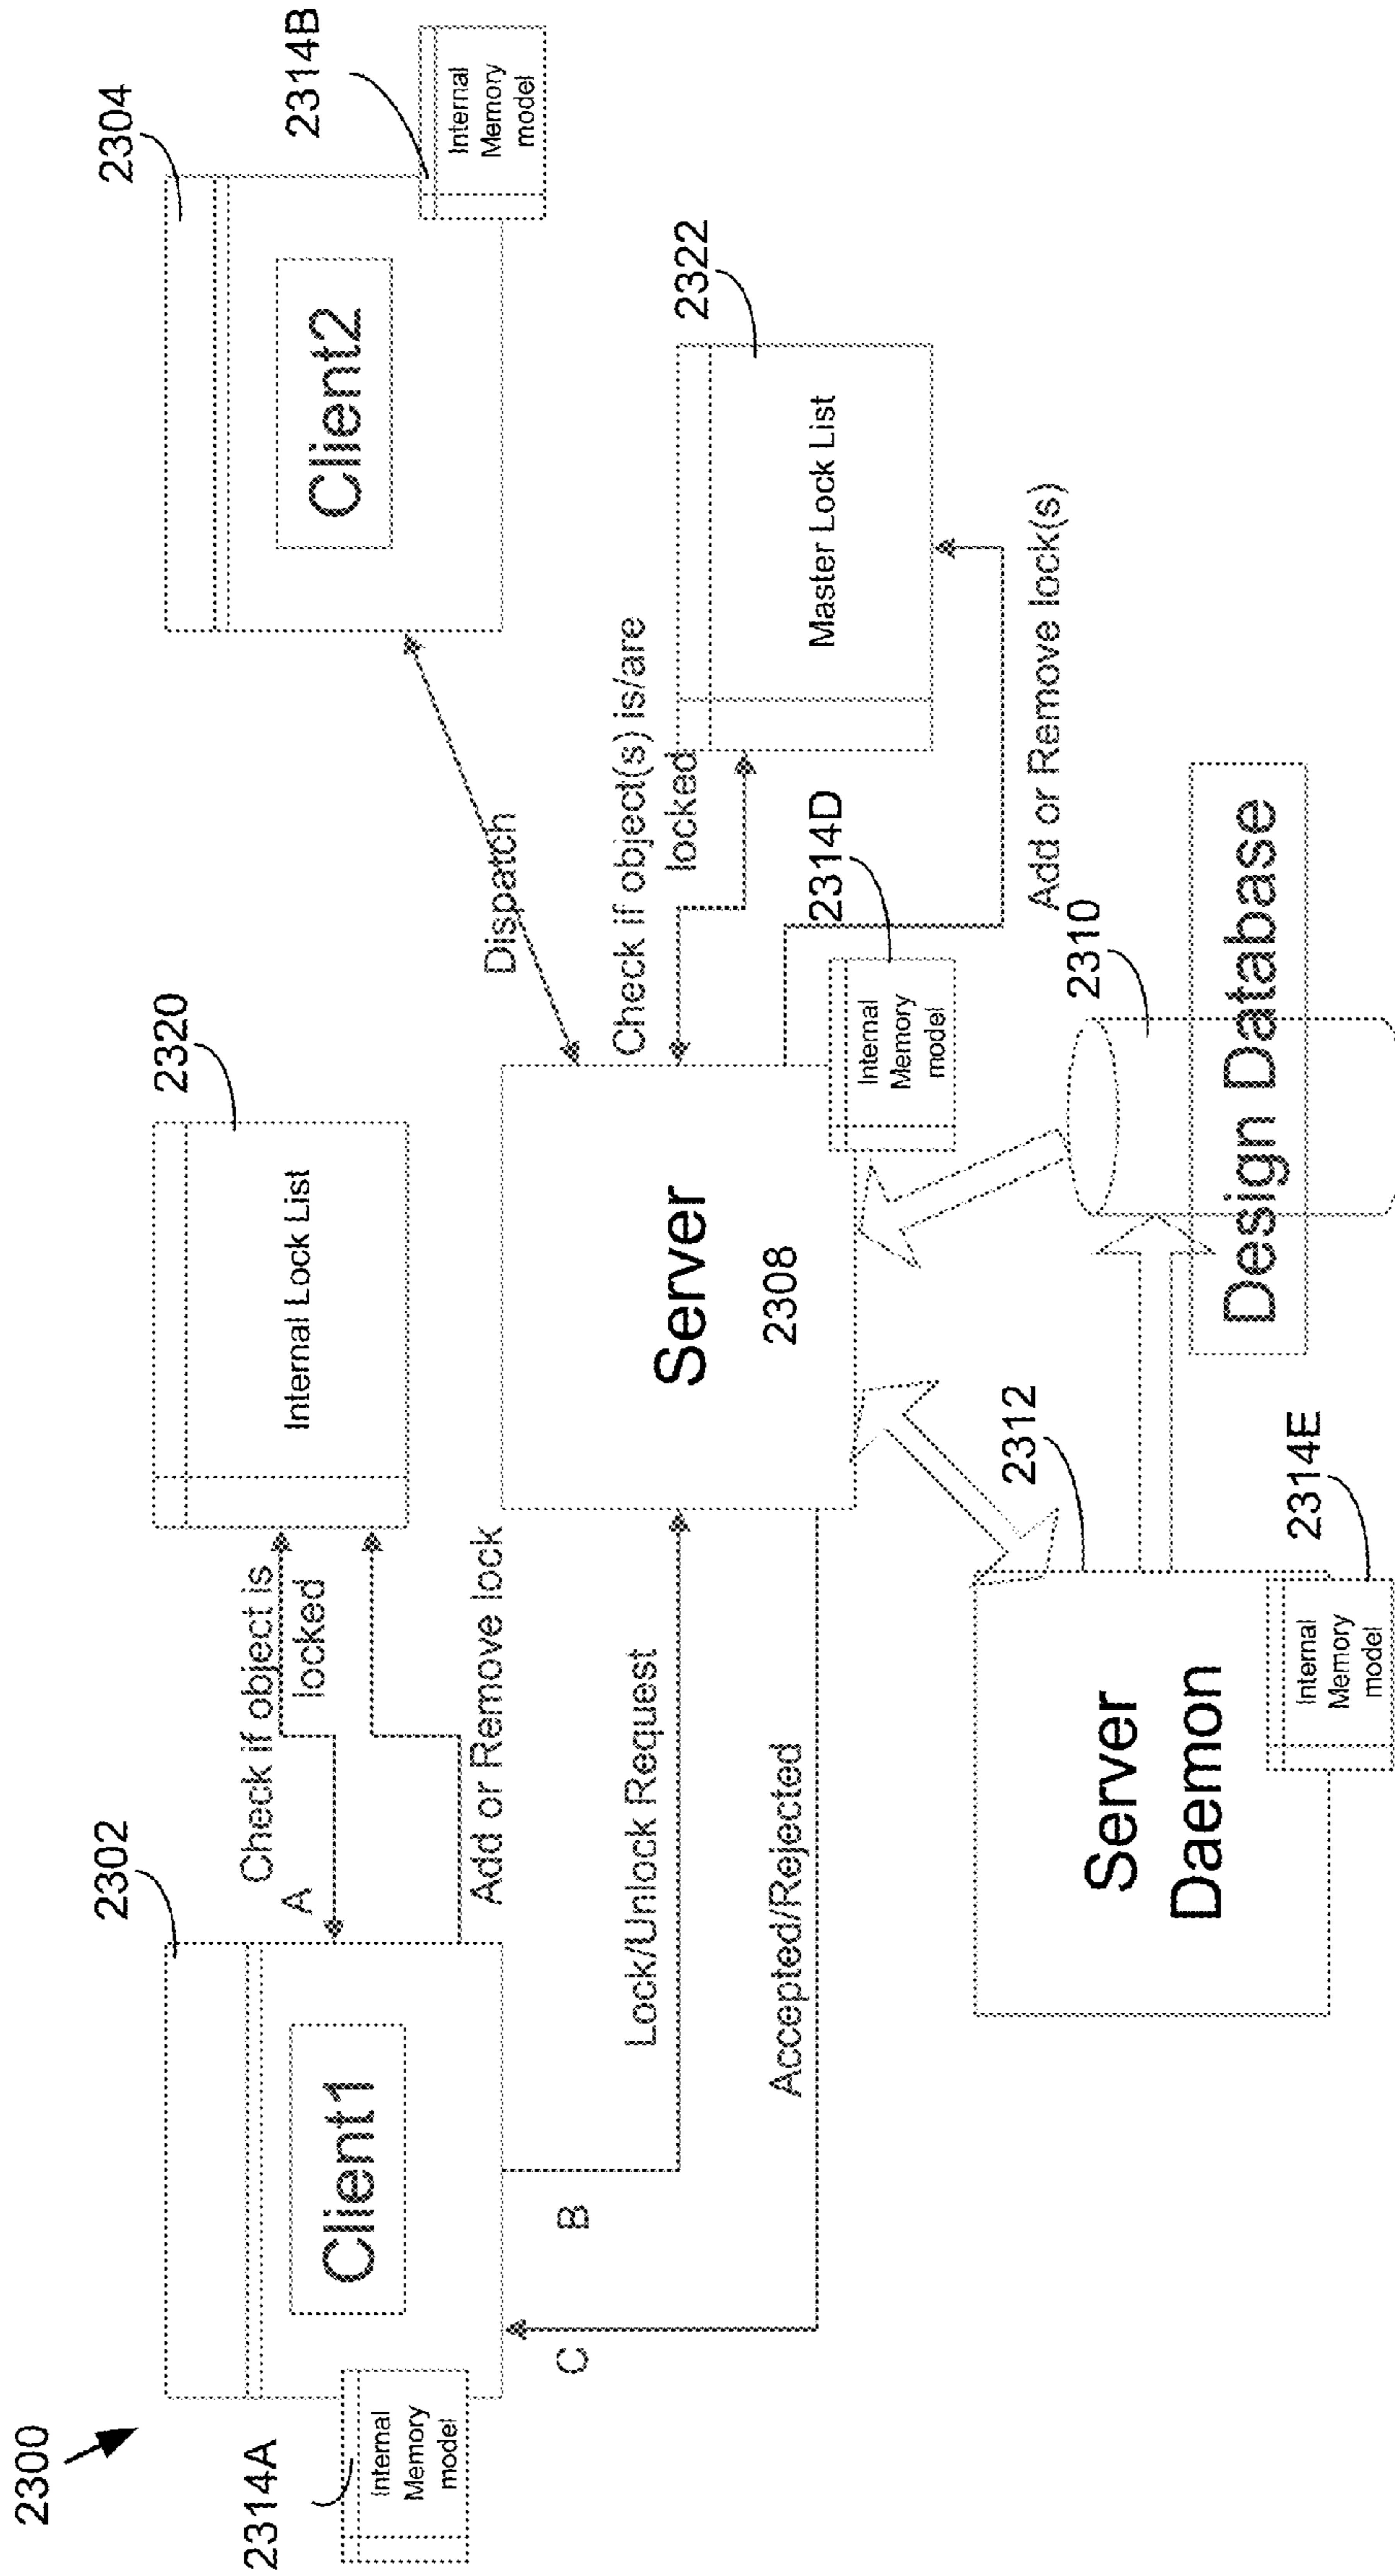 2300
2302
2320
2304
2314A
Internal
Memory
model
Client1
A
Check if object is
locked
Add or Remove lock
Internal Lock List
Client2
2314B
Internal
Memory
model
Dispatch
B
Lock/Unlock Request
C
Accepted/Rejected
Server
2308
Check if object(s) is/are
locked
2322
Master Lock List
2314D
Internal
Memory
model
Add or Remove lock(s)
2312
Server
Daemon
2314E
Internal
Memory
model
2310
Design Database